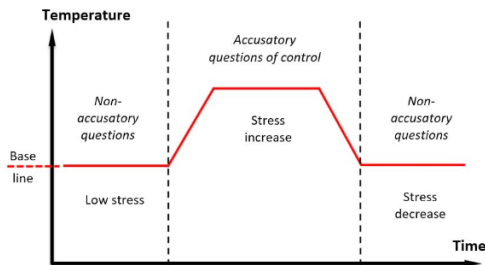 Temperature
Accusatory
questions of control
Non-
accusatory
questions
Non-
accusatory
questions
Stress
increase
Base
line
Low stress
Stress
decrease
Time